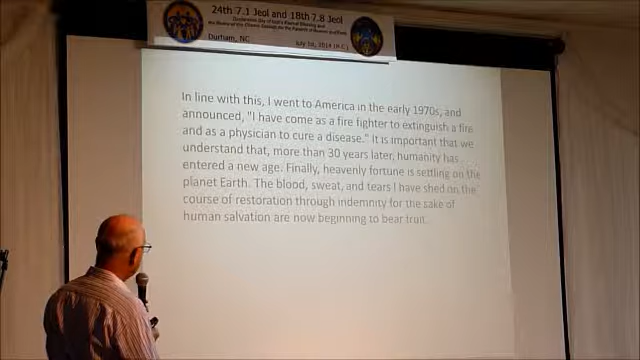 24th 7.1 Jeol and 18th 7.8 Jeol
Durham, NC
In line with this, I went to America in the early 1970s, and
announced, "I have come as a fire fighter to extinguish a fire
and as a physician to cure a disease." It is important that we
understand that, more than 30 years later, humanity has
entered a new age. Finally, heavenly fortune is settling on the
planet Earth. The blood, sweat, and tears I have shed on the
course of restoration through indemnity for the sake of
human salvation are now beginning to bear fruit.